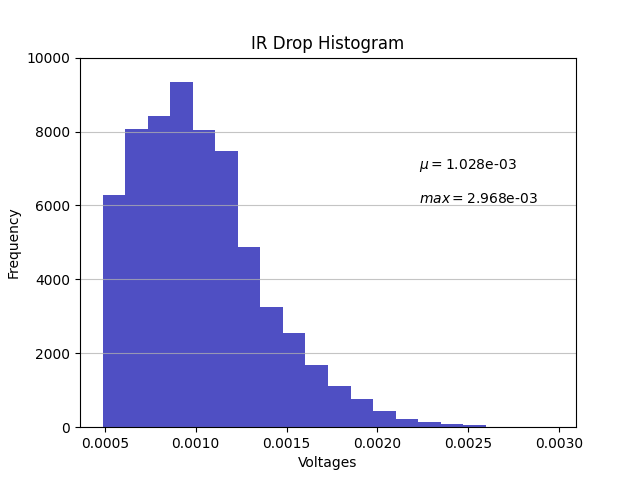 IR Drop Histogram
10000
8000
6000
4000
2000
0
Frequency
μ = 1.028e-03
max = 2.968e-03
0.0005 0.0010 0.0015 0.0020 0.0025 0.0030
Voltages